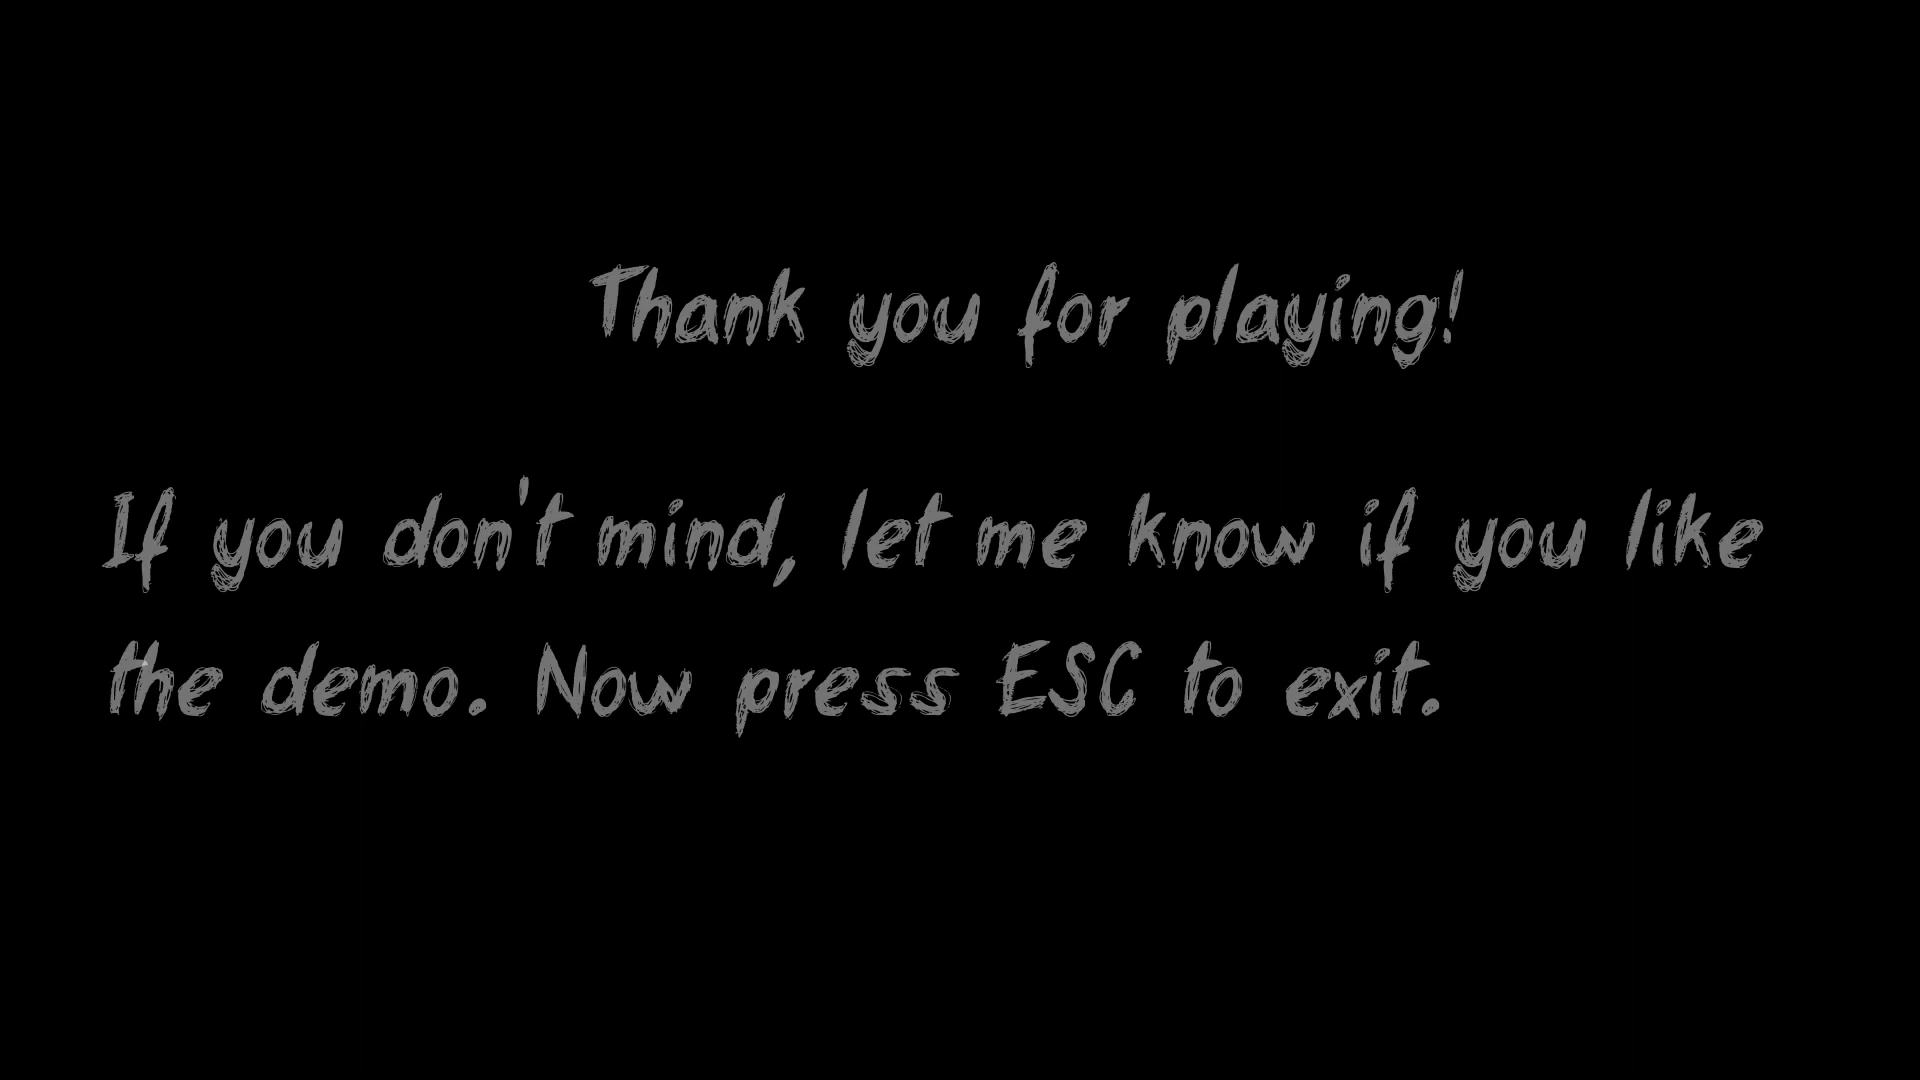 Thank you for playing!
If you don't mind, let me know if you like
the demo. Now press ESC to exit.